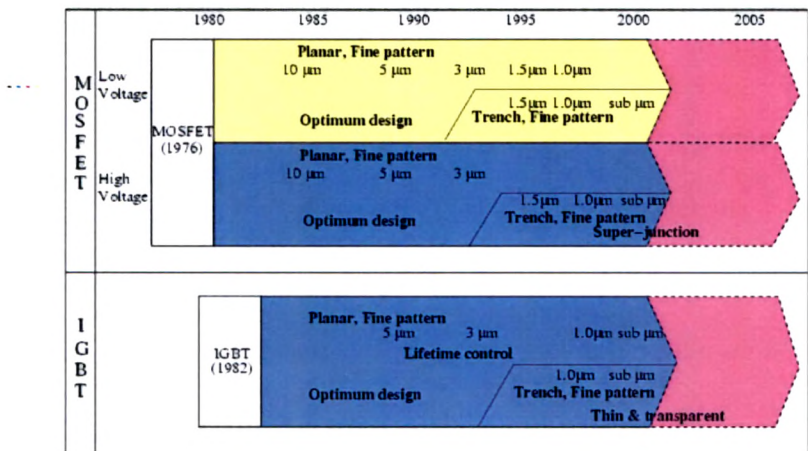 1980 1985 1990 1995 2000 2005
MOSFET
Low
Voltage
High
Voltage
MOSFET
(1976)
Planar, Fine pattern
10 µm 5 µm 3 µm 1.5µm 1.0µm
1.5µm 1.0µm sub µm
Optimum design Trench, Fine pattern
Planar, Fine pattern
10 µm 5 µm 3 µm
1.5µm 1.0µm sub µm
Optimum design Trench, Fine pattern
Super-junction
IGBT
IGBT
(1982)
Planar, Fine pattern
5 µm 3 µm 1.0µm sub µm
Lifetime control
1.0µm sub µm
Optimum design Trench, Fine pattern
Thin & transparent